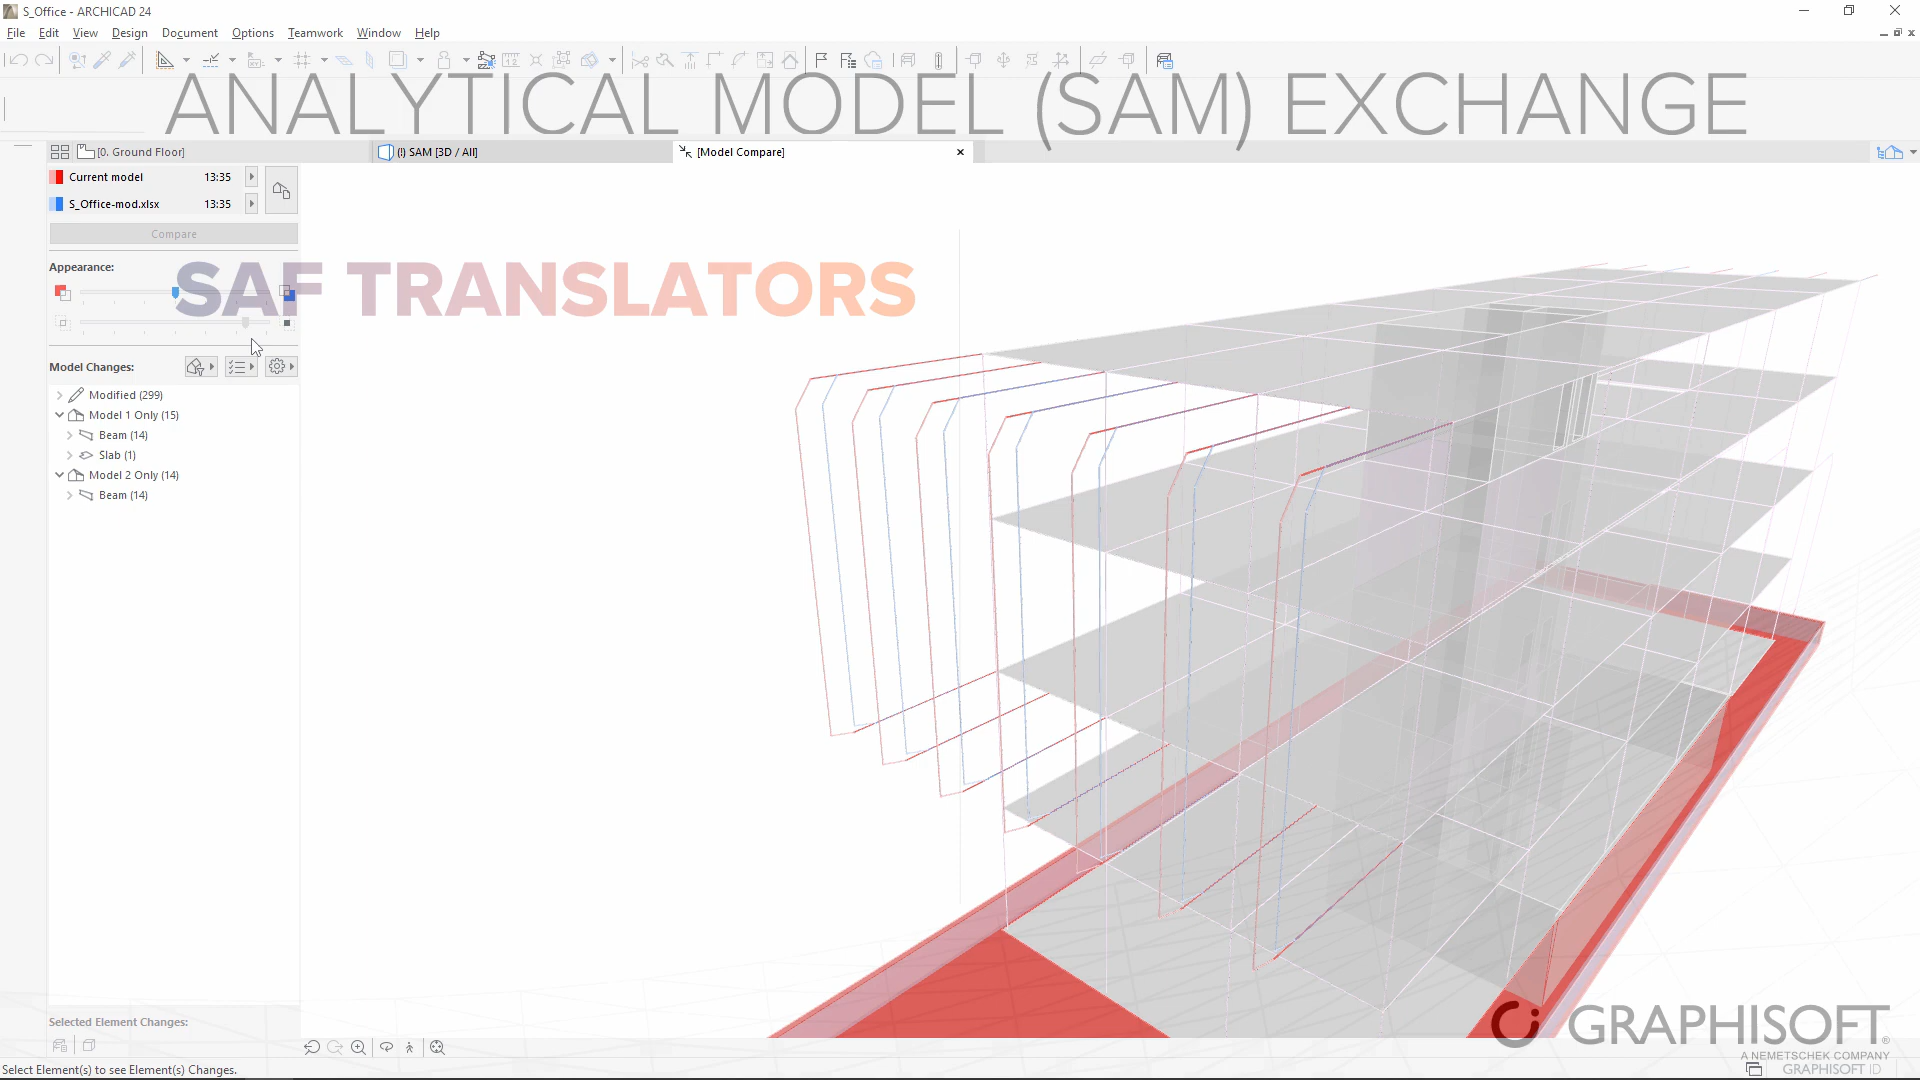 S_Office - ARCHICAD 24
File Edit View Design Document Options Teamwork Window Help
ANALYTICAL MODEL (SAM) EXCHANGE
[0. Ground Floor]
(!) SAM [3D / All]
[Model Compare]
Current model 13:35
S_Office-mod.xlsx 13:35
Compare
Appearance:
SAF TRANSLATORS
Model Changes:
Modified (299)
Model 1 Only (15)
Beam (14)
Slab (1)
Model 2 Only (14)
Beam (14)
Selected Element Changes:
GRAPHISOFT®
A NEMETSCHEK COMPANY
Select Element(s) to see Element(s) Changes.
GRAPHISOFT ID